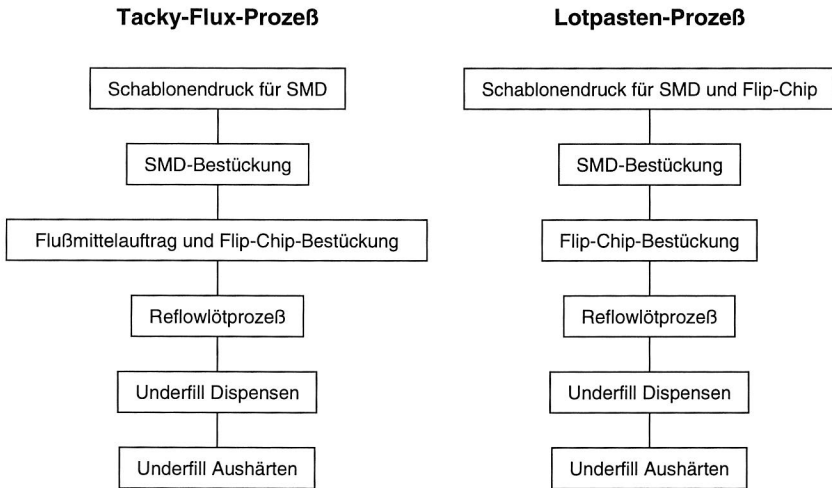 Tacky-Flux-Prozeß
Schablonendruck für SMD
SMD-Bestückung
Flußmittelauftrag und Flip-Chip-Bestückung
Reflowlötprozeß
Underfill Dispensen
Underfill Aushärten
Lotpasten-Prozeß
Schablonendruck für SMD und Flip-Chip
SMD-Bestückung
Flip-Chip-Bestückung
Reflowlötprozeß
Underfill Dispensen
Underfill Aushärten